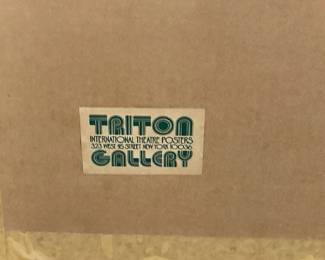 TRITON
INTERNATIONAL THEATRE POSTERS
323 WEST 45 STREET NEW YORK 10036
GALLERY